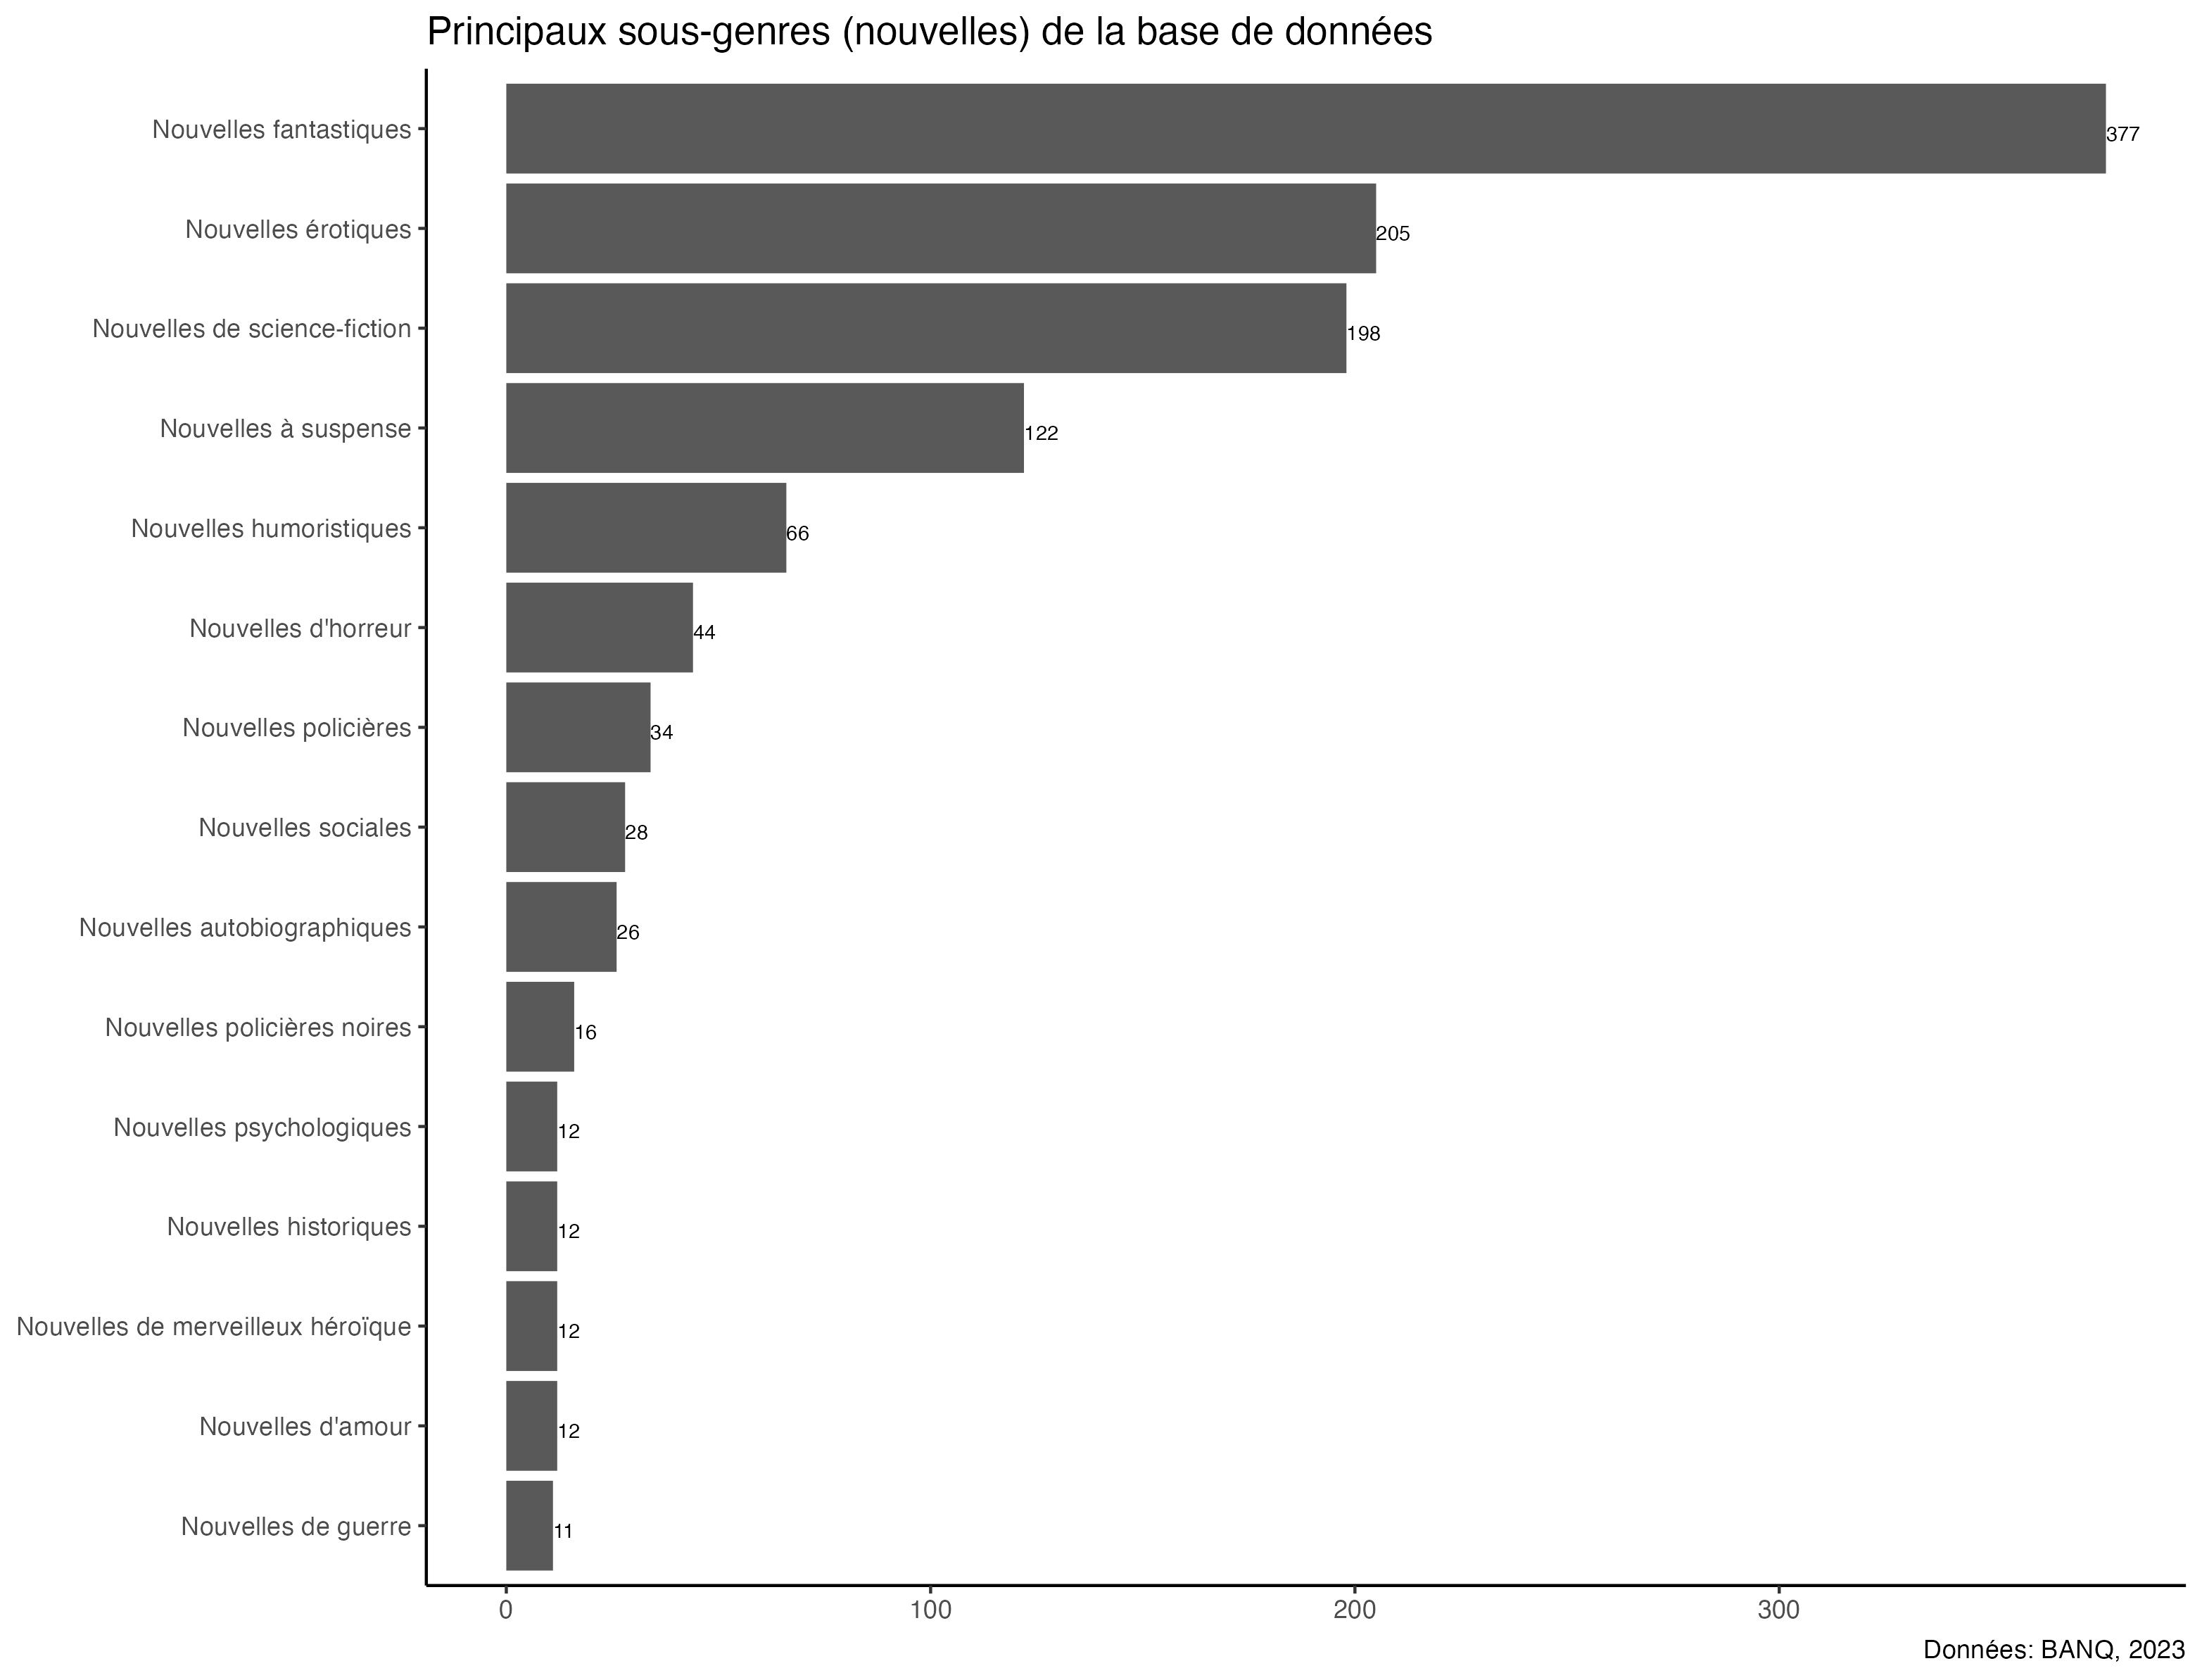 Principaux sous-genres (nouvelles) de la base de données
Nouvelles fantastiques 377
Nouvelles érotiques 205
Nouvelles de science-fiction 198
Nouvelles à suspense 122
Nouvelles humoristiques 66
Nouvelles d'horreur 44
Nouvelles policières 34
Nouvelles sociales 28
Nouvelles autobiographiques 26
Nouvelles policières noires 16
Nouvelles psychologiques 12
Nouvelles historiques 12
Nouvelles de merveilleux héroïque 12
Nouvelles d'amour 12
Nouvelles de guerre 11
0 100 200 300
Données: BANQ, 2023